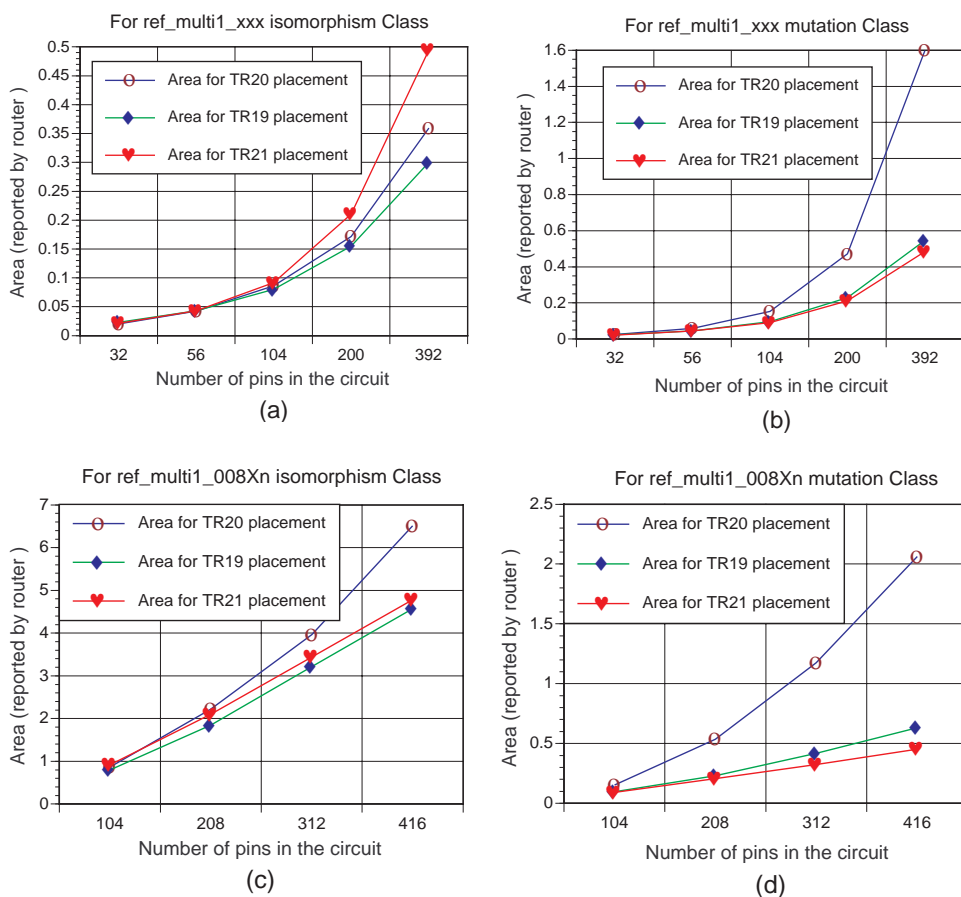 For ref_multi1_xxx isomorphism Class
0.5
0.45
0.4
0.35
0.3
0.25
0.2
0.15
0.1
0.05
0
Area (reported by router )
O Area for TR20 placement
Area for TR19 placement
Area for TR21 placement
32 56 104 200 392
Number of pins in the circuit
(a)
For ref_multi1_xxx mutation Class
1.6
1.4
1.2
1
0.8
0.6
0.4
0.2
0
Area (reported by router )
O Area for TR20 placement
Area for TR19 placement
Area for TR21 placement
32 56 104 200 392
Number of pins in the circuit
(b)
For ref_multi1_008Xn isomorphism Class
7
6
5
4
3
2
1
0
Area (reported by router )
O Area for TR20 placement
Area for TR19 placement
Area for TR21 placement
104 208 312 416
Number of pins in the circuit
(c)
For ref_multi1_008Xn mutation Class
2.5
2
1.5
1
0.5
0
Area (reported by router )
O Area for TR20 placement
Area for TR19 placement
Area for TR21 placement
104 208 312 416
Number of pins in the circuit
(d)